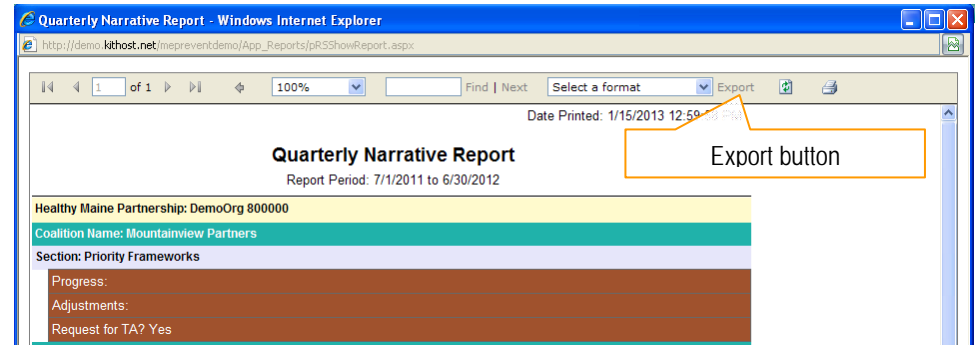 Quarterly Narrative Report - Windows Internet Explorer
http://demo.kithost.net/mepreventdemo/App_Reports/pRSShowReport.aspx
1 of 1 100% Find | Next Select a format Export
Date Printed: 1/15/2013 12:59
Export button
Quarterly Narrative Report
Report Period: 7/1/2011 to 6/30/2012
Healthy Maine Partnership: DemoOrg 800000
Coalition Name: Mountainview Partners
Section: Priority Frameworks
Progress:
Adjustments:
Request for TA? Yes